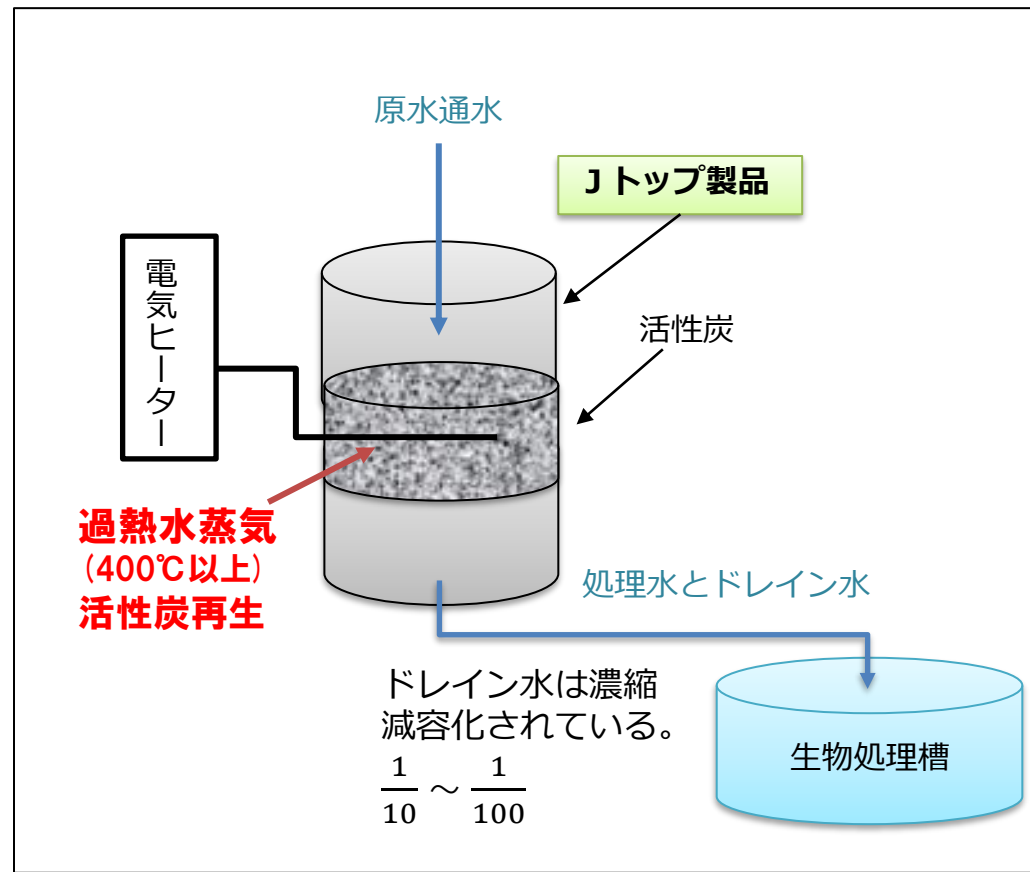 原水通水
Jトップ製品
電気ヒーター
活性炭
過熱水蒸気
(400℃以上)
活性炭再生
処理水とドレイン水
ドレイン水は濃縮
減容化されている。
1/10 ~ 1/100
生物処理槽